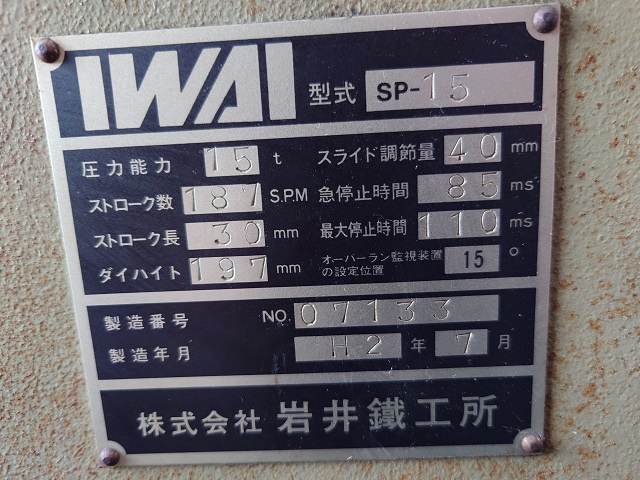 IWAI 型式 SP-15
圧力能力 15 t スライド調節量 40 mm
ストローク数 187 S.P.M 急停止時間 85 ms
ストローク長 30 mm 最大停止時間 110 ms
ダイハイト 197 mm オーバーラン監視装置の設定位置 15 °
製造番号 NO. 07133
製造年月 H2 年 7 月
株式会社 岩井鐵工所